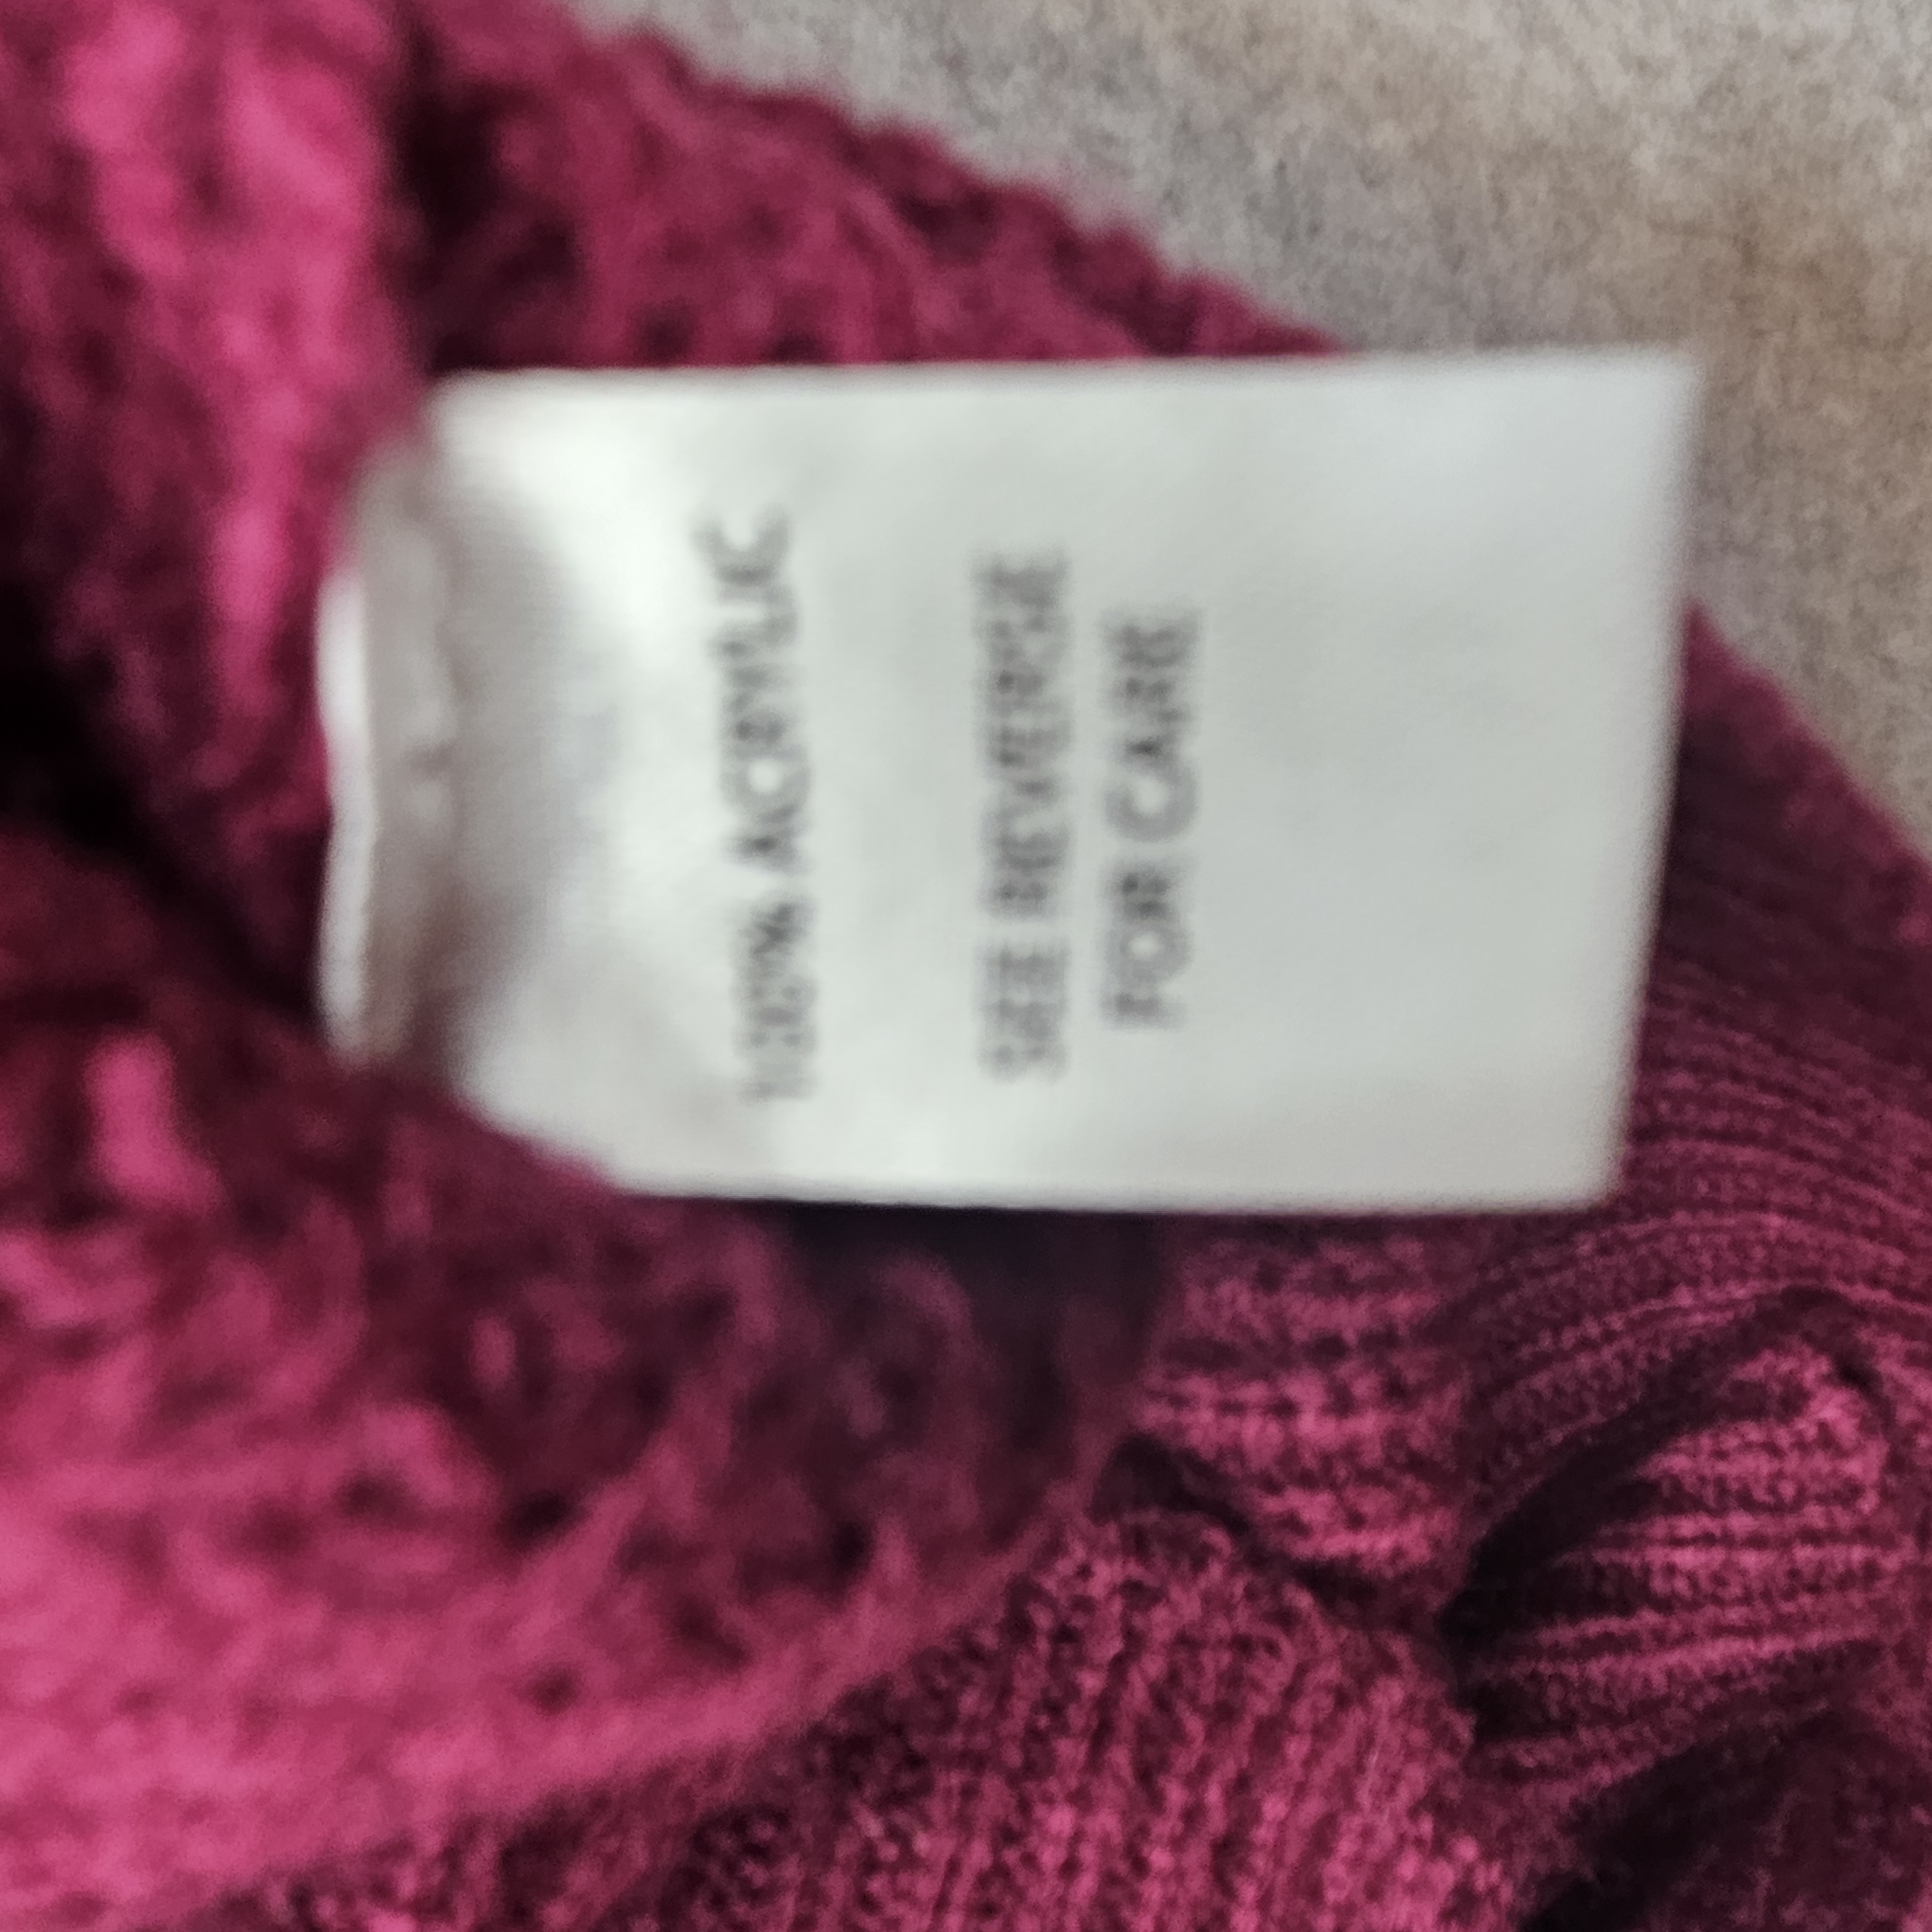 100% ACRYLIC
SEE REVERSE
FOR CARE